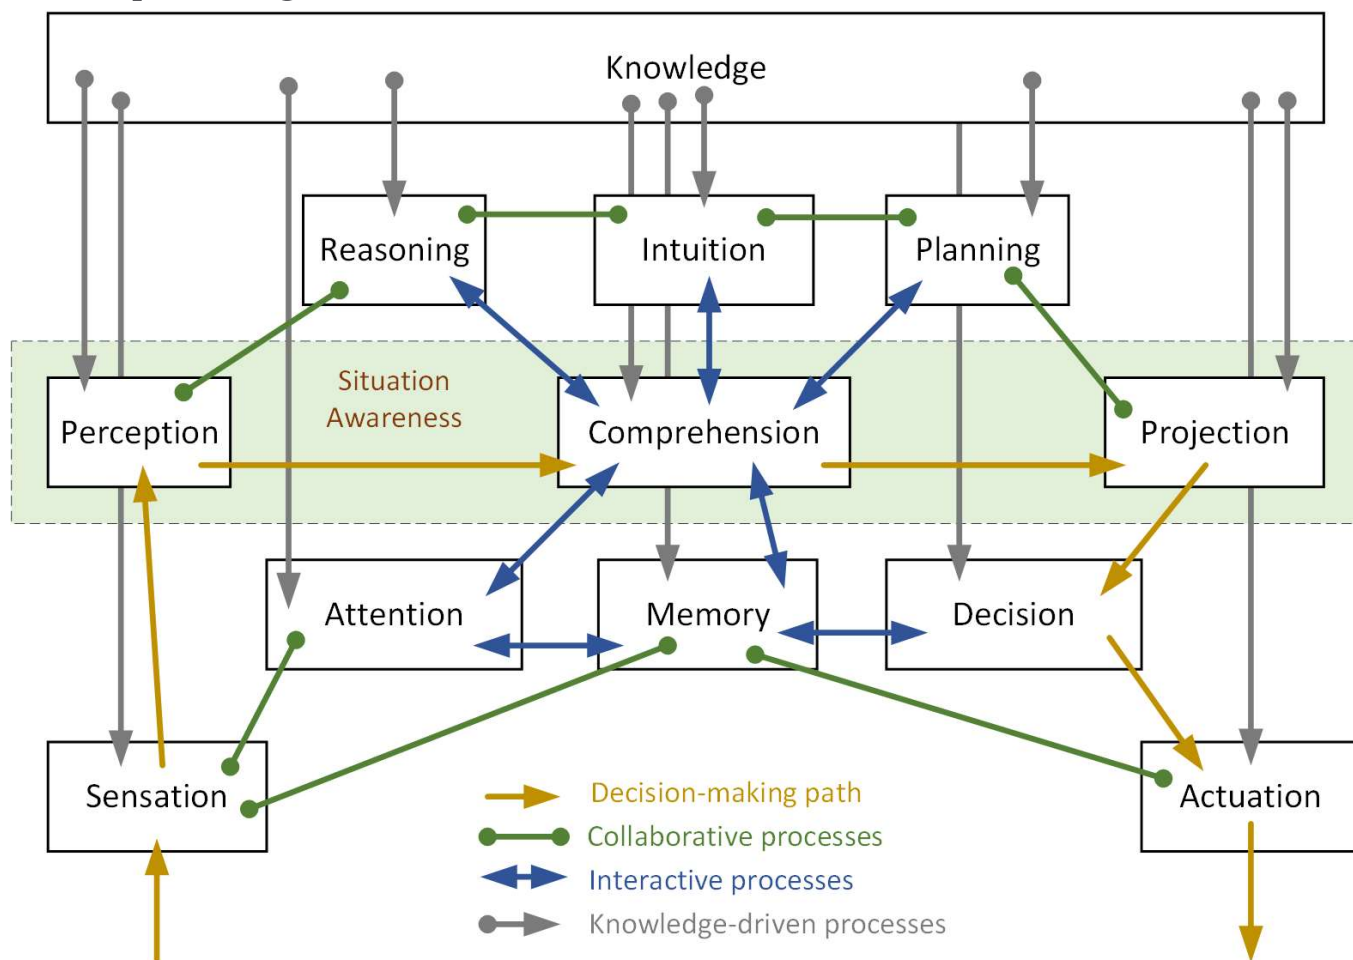 Knowledge
Reasoning
Intuition
Planning
Situation
Awareness
Perception
Comprehension
Projection
Attention
Memory
Decision
Sensation
Actuation
Decision-making path
Collaborative processes
Interactive processes
Knowledge-driven processes